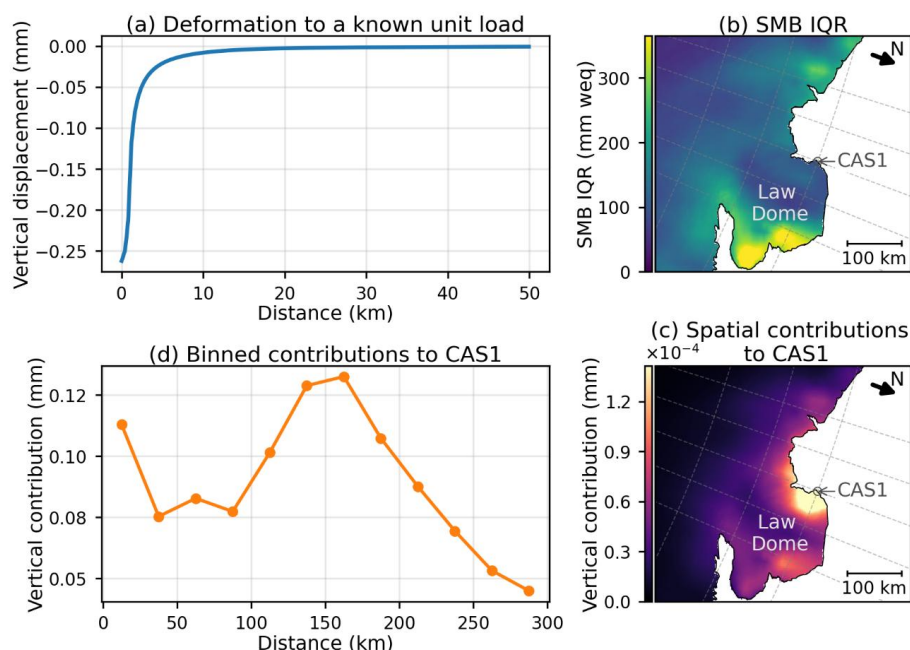 (a) Deformation to a known unit load
Vertical displacement (mm)
0.00
−0.05
−0.10
−0.15
−0.20
−0.25
0 10 20 30 40 50
Distance (km)
(b) SMB IQR
SMB IQR (mm weq)
300
200
100
0
N
CAS1
Law
Dome
100 km
(d) Binned contributions to CAS1
Vertical contribution (mm)
0.12
0.10
0.08
0.05
0 50 100 150 200 250 300
Distance (km)
(c) Spatial contributions
to CAS1
×10⁻⁴
Vertical contribution (mm)
1.2
0.9
0.6
0.3
0.0
N
CAS1
Law
Dome
100 km